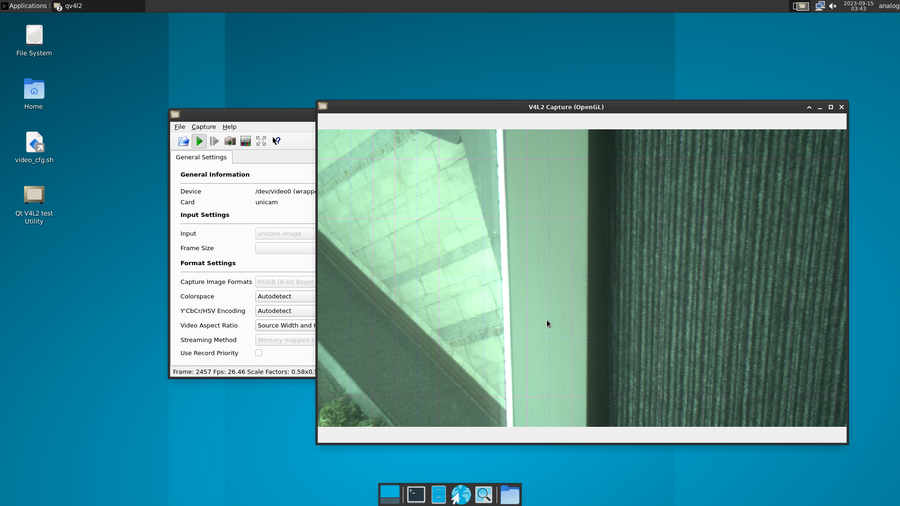 Applications
qv4l2
2023-09-15
03:43
analog
File System
Home
video_cfg.sh
Qt V4L2 test
Utility
V4L2 Capture (OpenGL)
File
Capture
Help
General Settings
General Information
Device
/dev/video0 (wrappe
Card
unicam
Input Settings
Input
unicam-image
Frame Size
Format Settings
Capture Image Formats
RGGB (8-bit Bayer
Colorspace
Autodetect
Y'CbCr/HSV Encoding
Autodetect
Video Aspect Ratio
Source Width and
Streaming Method
Memory mapped
Use Record Priority
Frame: 2457 Fps: 26.46 Scale Factors: 0.58x0.